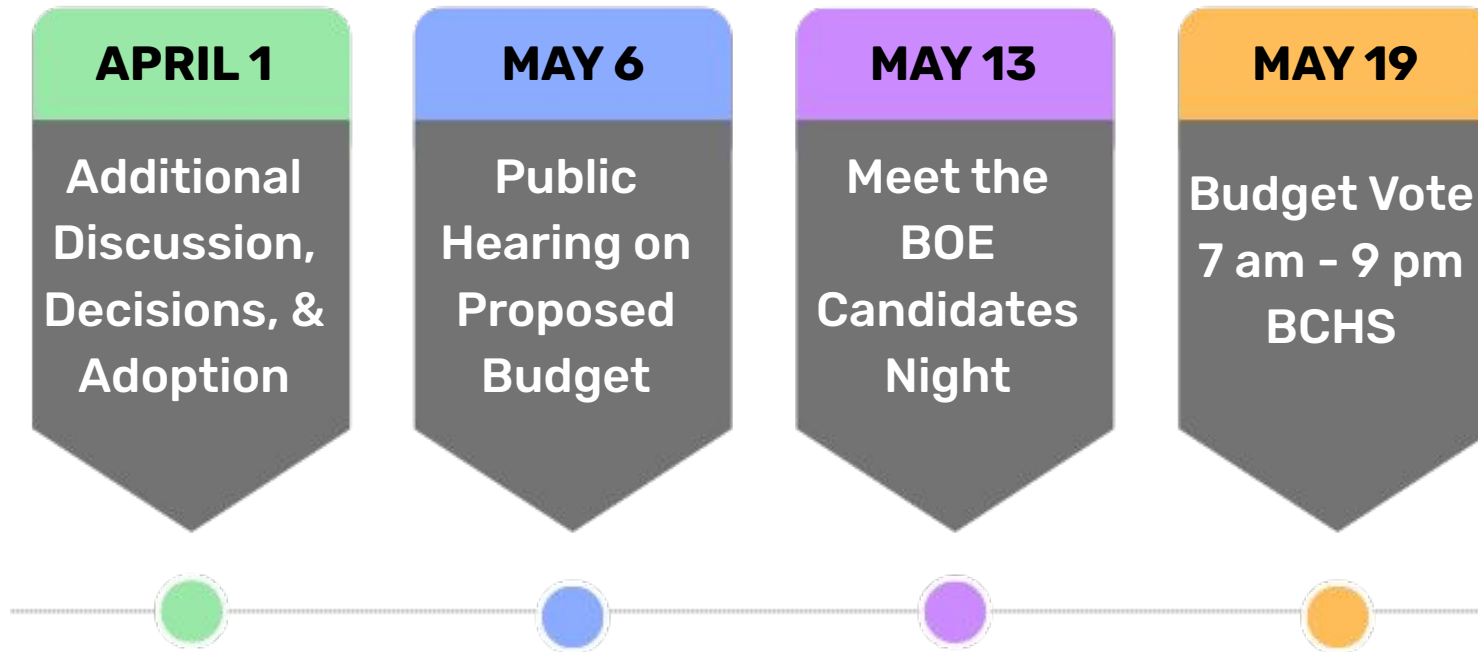 APRIL 1
Additional
Discussion,
Decisions, &
Adoption
MAY 6
Public
Hearing on
Proposed
Budget
MAY 13
Meet the
BOE
Candidates
Night
MAY 19
Budget Vote
7 am - 9 pm
BCHS